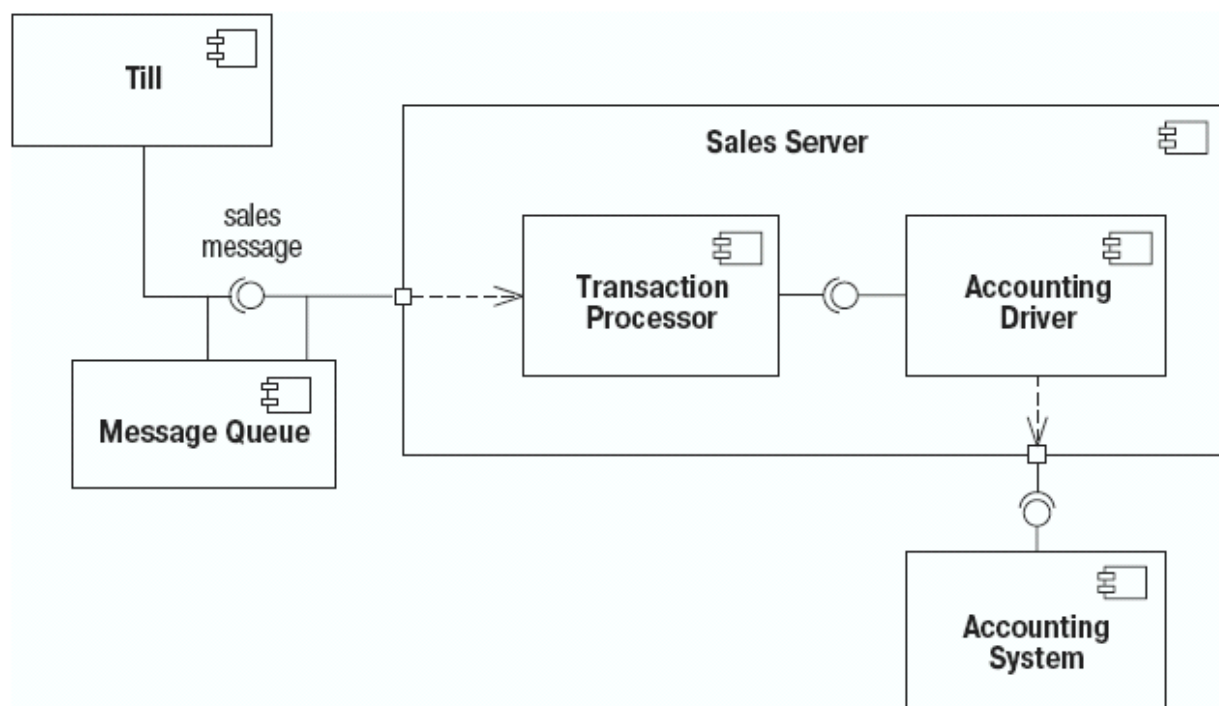 Till
Sales Server
sales
message
Transaction
Processor
Accounting
Driver
Message Queue
Accounting
System